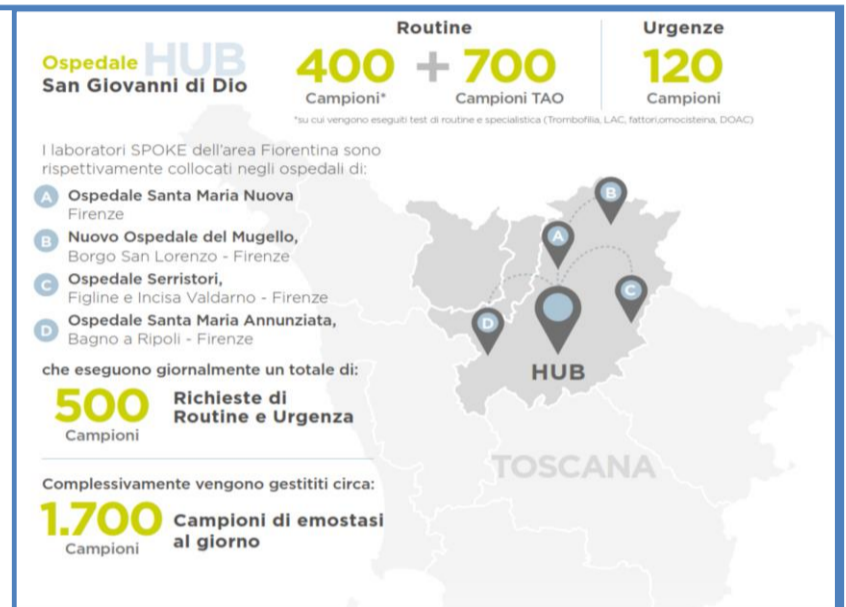 Ospedale HUB
San Giovanni di Dio
Routine
400 + 700
Campioni* Campioni TAO
Urgenze
120
Campioni
*su cui vengono eseguiti test di routine e specialistica (Trombofilia, LAC, fattori,omocisteina, DOAC)
I laboratori SPOKE dell'area Fiorentina sono
rispettivamente collocati negli ospedali di:
A Ospedale Santa Maria Nuova
Firenze
B Nuovo Ospedale del Mugello,
Borgo San Lorenzo - Firenze
C Ospedale Serristori,
Figline e Incisa Valdarno - Firenze
D Ospedale Santa Maria Annunziata,
Bagno a Ripoli - Firenze
che eseguono giornalmente un totale di:
500
Campioni
Richieste di
Routine e Urgenza
Complessivamente vengono gestititi circa:
1.700
Campioni
Campioni di emostasi
al giorno
B
A
C
D
HUB
TOSCANA